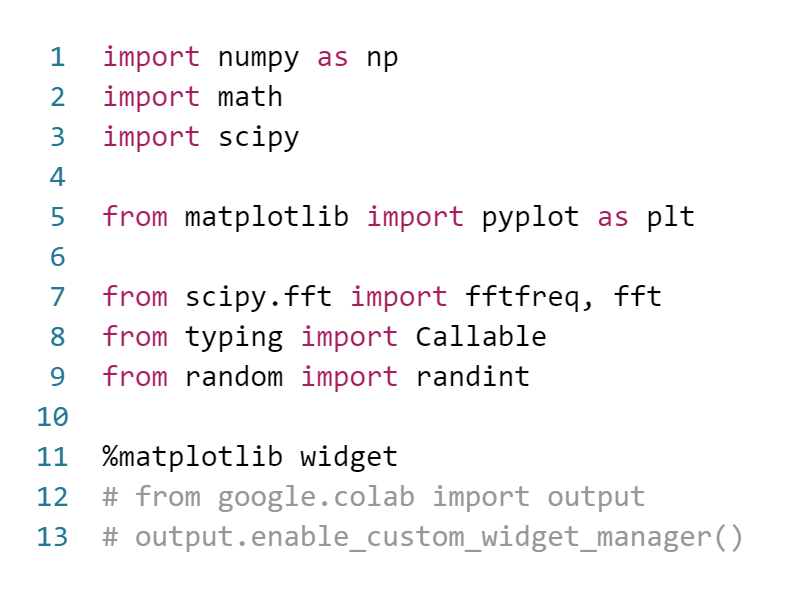 1 import numpy as np
2 import math
3 import scipy
4
5 from matplotlib import pyplot as plt
6
7 from scipy.fft import fftfreq, fft
8 from typing import Callable
9 from random import randint
10
11 %matplotlib widget
12 # from google.colab import output
13 # output.enable_custom_widget_manager()